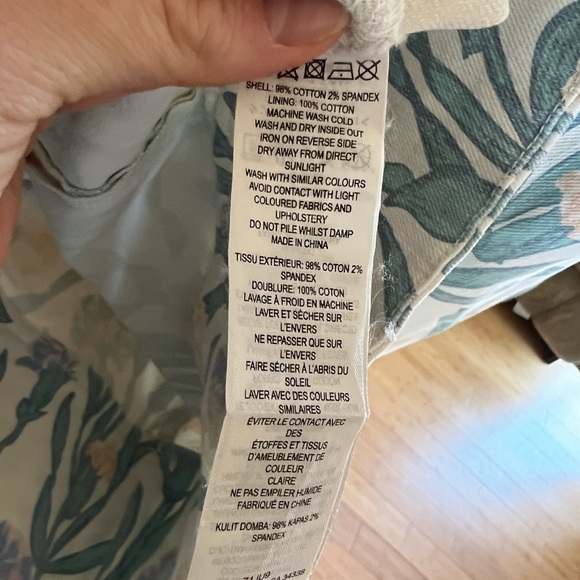 SHELL: 98% COTTON 2% SPANDEX
LINING: 100% COTTON
MACHINE WASH COLD
WASH AND DRY INSIDE OUT
IRON ON REVERSE SIDE
DRY AWAY FROM DIRECT
SUNLIGHT
WASH WITH SIMILAR COLOURS
AVOID CONTACT WITH LIGHT
COLOURED FABRICS AND
UPHOLSTERY
DO NOT PILE WHILST DAMP
MADE IN CHINA
TISSU EXTÉRIEUR: 98% COTON 2%
SPANDEX
DOUBLURE: 100% COTON
LAVAGE À FROID EN MACHINE
LAVER ET SÉCHER SUR
L'ENVERS
NE REPASSER QUE SUR
L'ENVERS
FAIRE SÉCHER À L'ABRIS DU
SOLEIL
LAVER AVEC DES COULEURS
SIMILAIRES
ÉVITER LE CONTACT AVEC
DES
ÉTOFFES ET TISSUS
D'AMEUBLEMENT DE
COULEUR
CLAIRE
NE PAS EMPILER HUMIDE
FABRIQUÉ EN CHINE
KULIT DOMBA: 98% KAPAS 2%
SPANDEX
34338